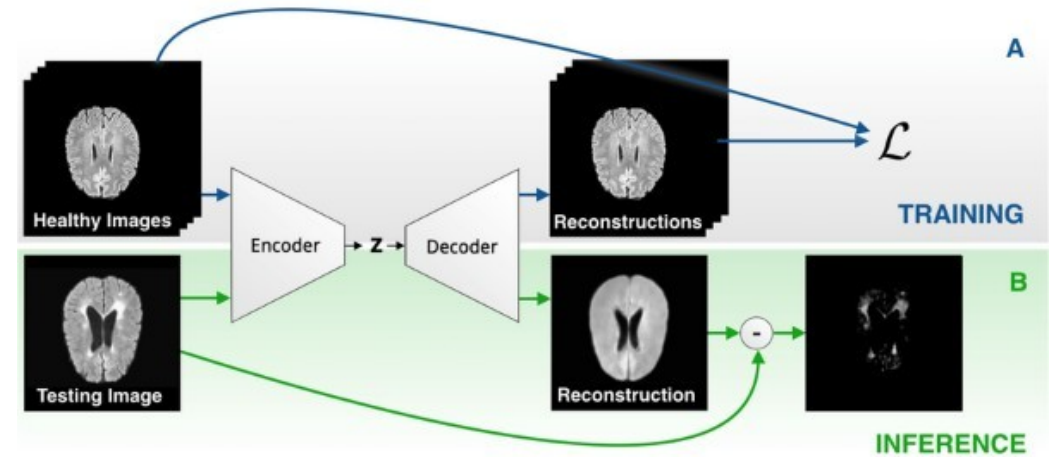 A
ℒ
Healthy Images
Reconstructions
TRAINING
Encoder
z
Decoder
B
-
Testing Image
Reconstruction
INFERENCE